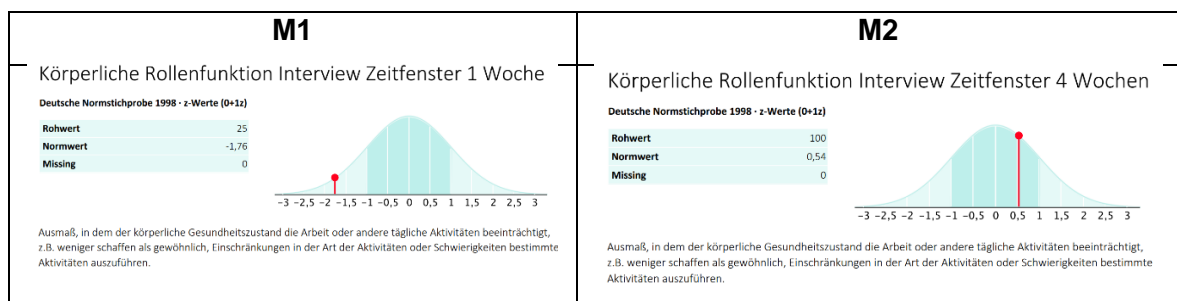 M1
Körperliche Rollenfunktion Interview Zeitfenster 1 Woche
Deutsche Normstichprobe 1998 · z-Werte (0+1z)
Rohwert 25
Normwert -1,76
Missing 0
-3 -2,5 -2 -1,5 -1 -0,5 0 0,5 1 1,5 2 2,5 3
Ausmaß, in dem der körperliche Gesundheitszustand die Arbeit oder andere tägliche Aktivitäten beeinträchtigt,
z.B. weniger schaffen als gewöhnlich, Einschränkungen in der Art der Aktivitäten oder Schwierigkeiten bestimmte
Aktivitäten auszuführen.
M2
Körperliche Rollenfunktion Interview Zeitfenster 4 Wochen
Deutsche Normstichprobe 1998 · z-Werte (0+1z)
Rohwert 100
Normwert 0,54
Missing 0
-3 -2,5 -2 -1,5 -1 -0,5 0 0,5 1 1,5 2 2,5 3
Ausmaß, in dem der körperliche Gesundheitszustand die Arbeit oder andere tägliche Aktivitäten beeinträchtigt,
z.B. weniger schaffen als gewöhnlich, Einschränkungen in der Art der Aktivitäten oder Schwierigkeiten bestimmte
Aktivitäten auszuführen.